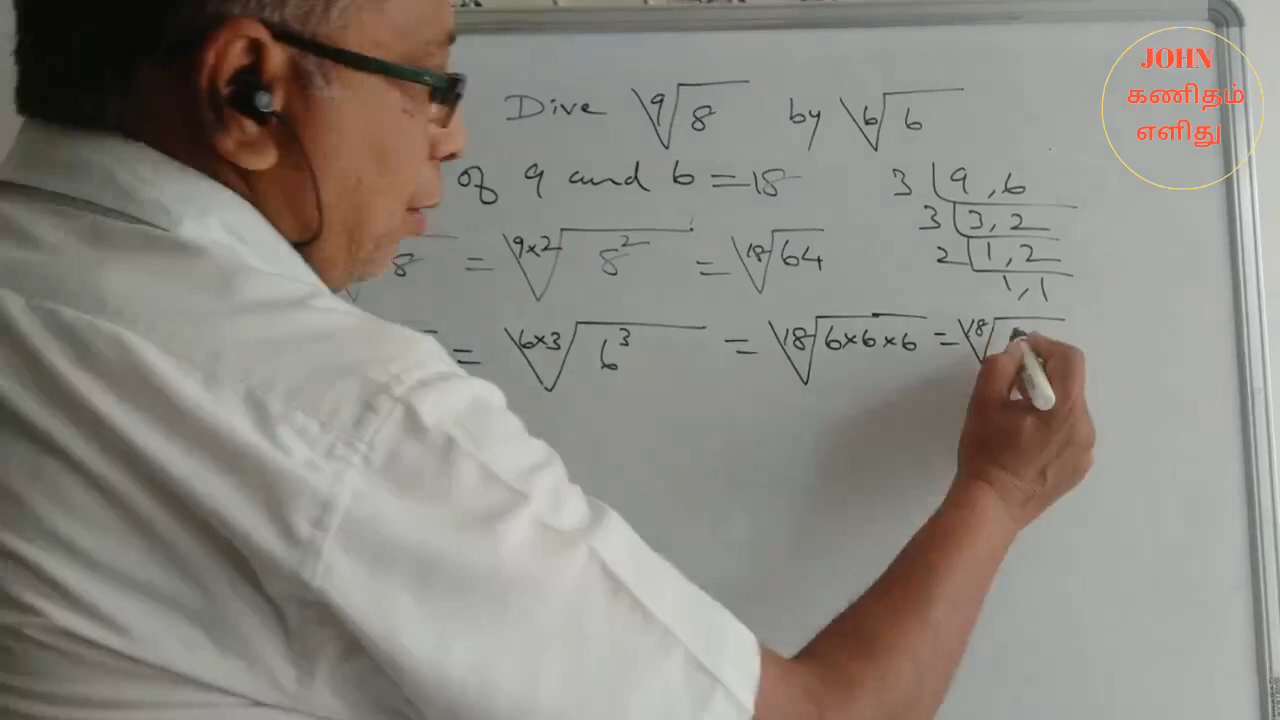 JOHN
கணிதம்
எளிது
Dive ⁹√8 by ⁶√6
of 9 and 6 = 18
3 | 9 , 6
3 | 3, 2
2 | 1, 2
1, 1
8 = ⁹ˣ²√8² = ¹⁸√64
= ⁶ˣ³√6³ = ¹⁸√6×6×6 = ¹⁸√